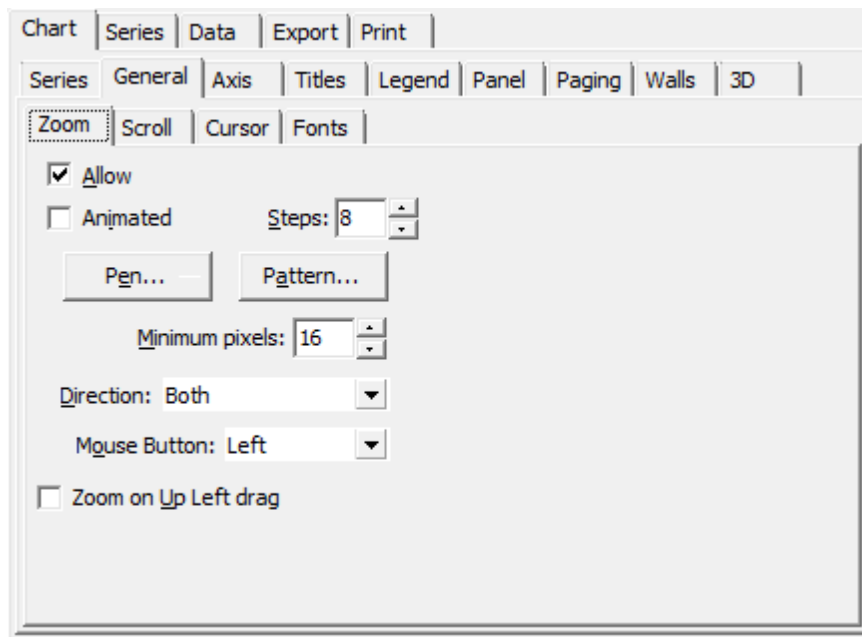 Chart Series Data Export Print
Series General Axis Titles Legend Panel Paging Walls 3D
Zoom Scroll Cursor Fonts
Allow
Animated Steps: 8
Pen... Pattern...
Minimum pixels: 16
Direction: Both
Mouse Button: Left
Zoom on Up Left drag